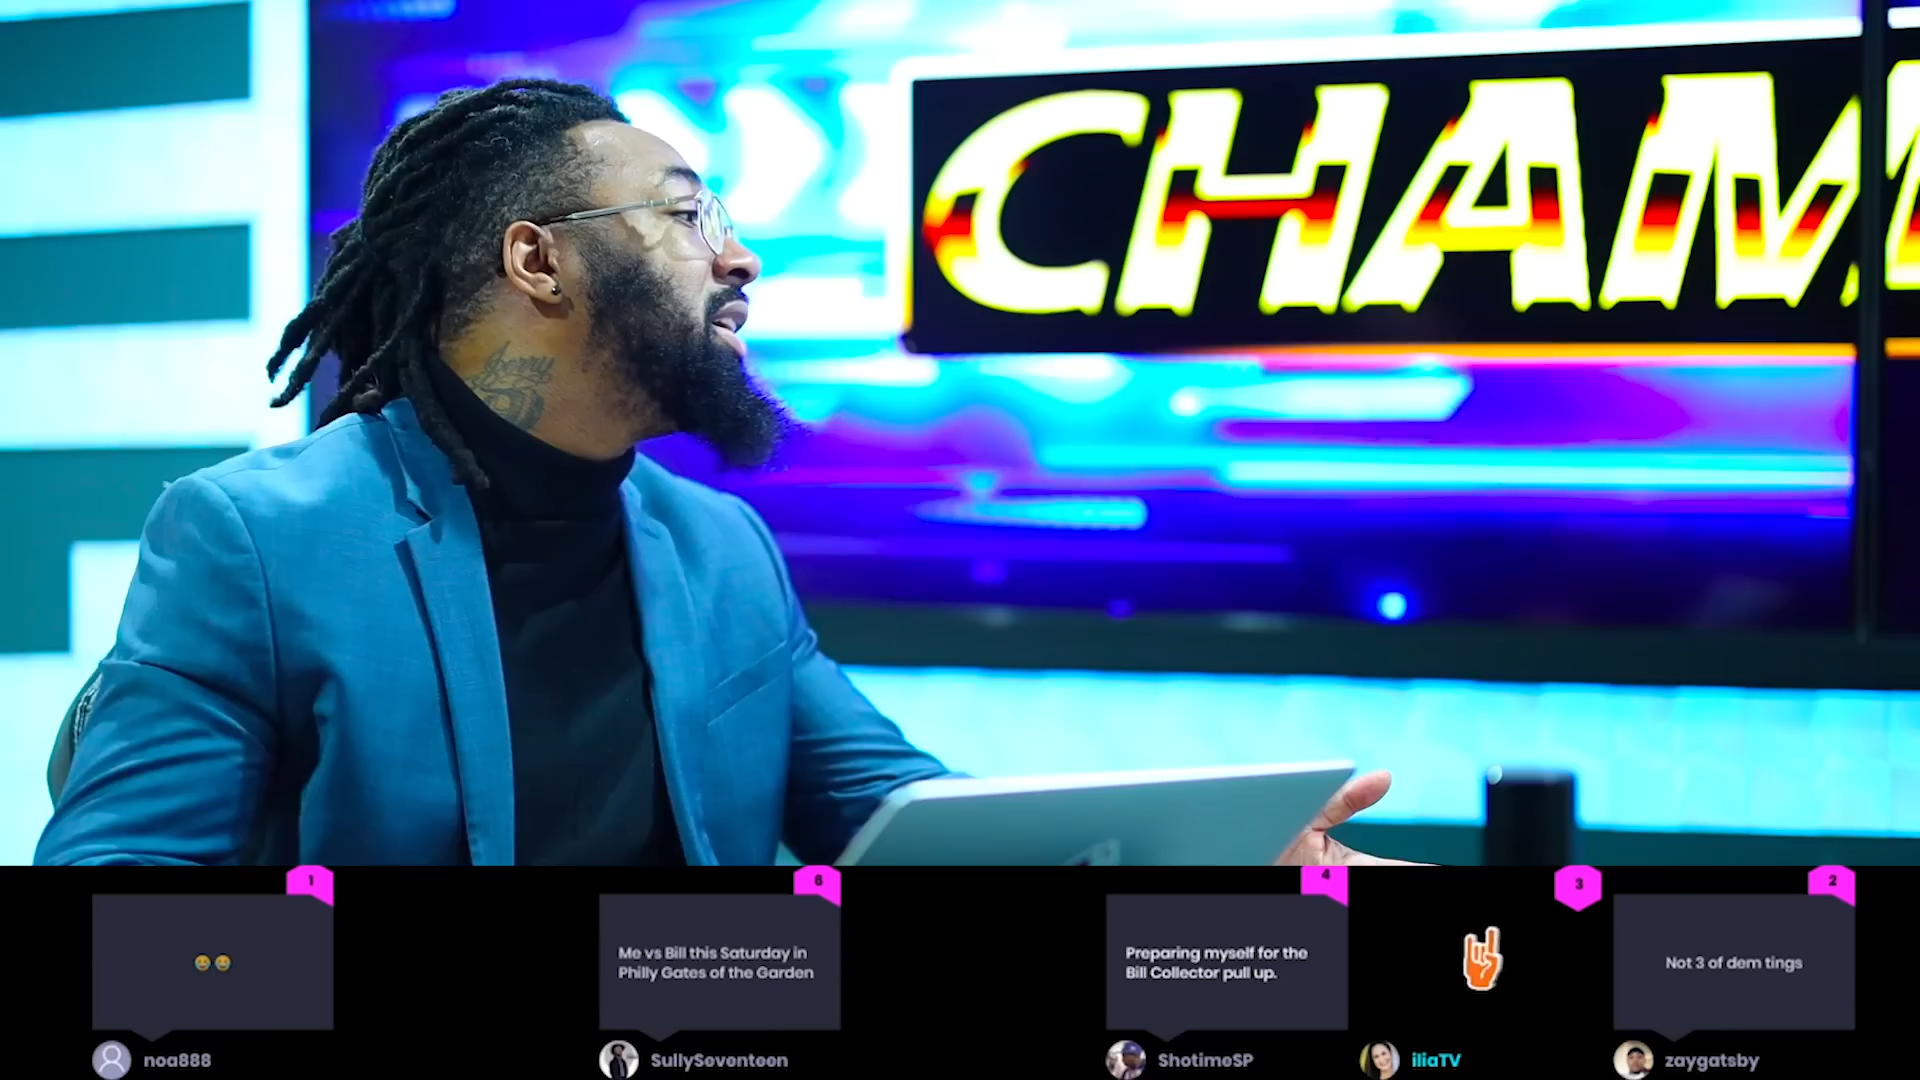 CHAM
Jerry
1
😂😂
noa888
6
Me vs Bill this Saturday in
Philly Gates of the Garden
SullySeventeen
4
Preparing myself for the
Bill Collector pull up.
ShotimeSP
3
iliaTV
2
Not 3 of dem tings
zaygatsby